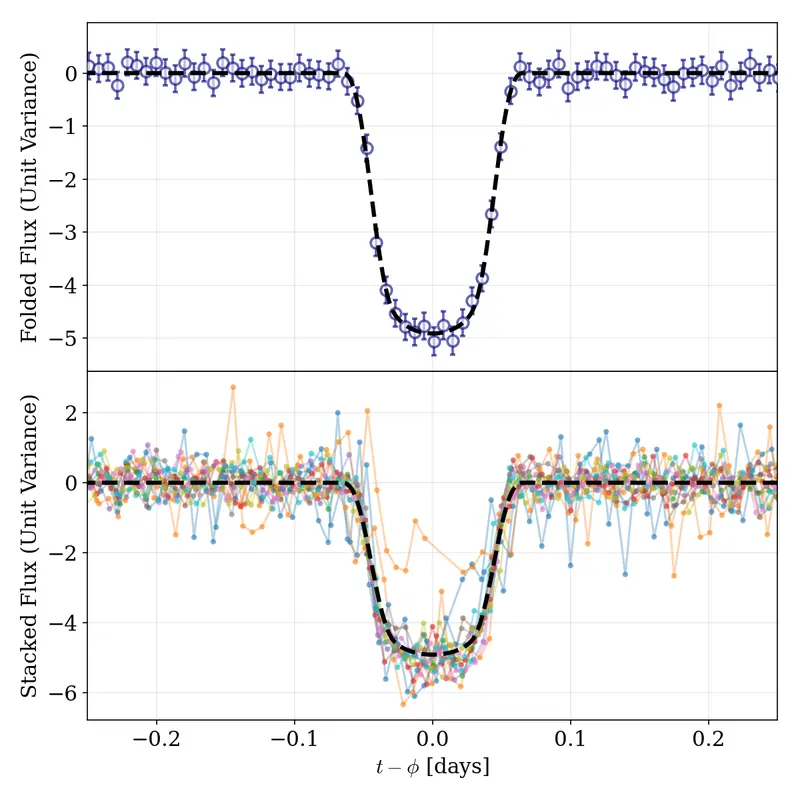 Folded Flux (Unit Variance)
0
−1
−2
−3
−4
−5
Stacked Flux (Unit Variance)
2
0
−2
−4
−6
−0.2 −0.1 0.0 0.1 0.2
t − ϕ [days]